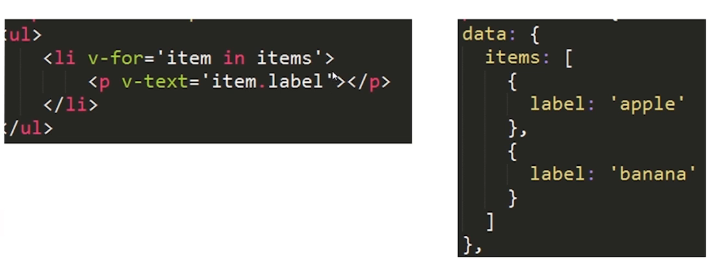 ul>
<li v-for='item in items'>
<p v-text='item.label"></p>
</li>
/ul>
data: {
items: [
{
label: 'apple'
},
{
label: 'banana'
}
]
},